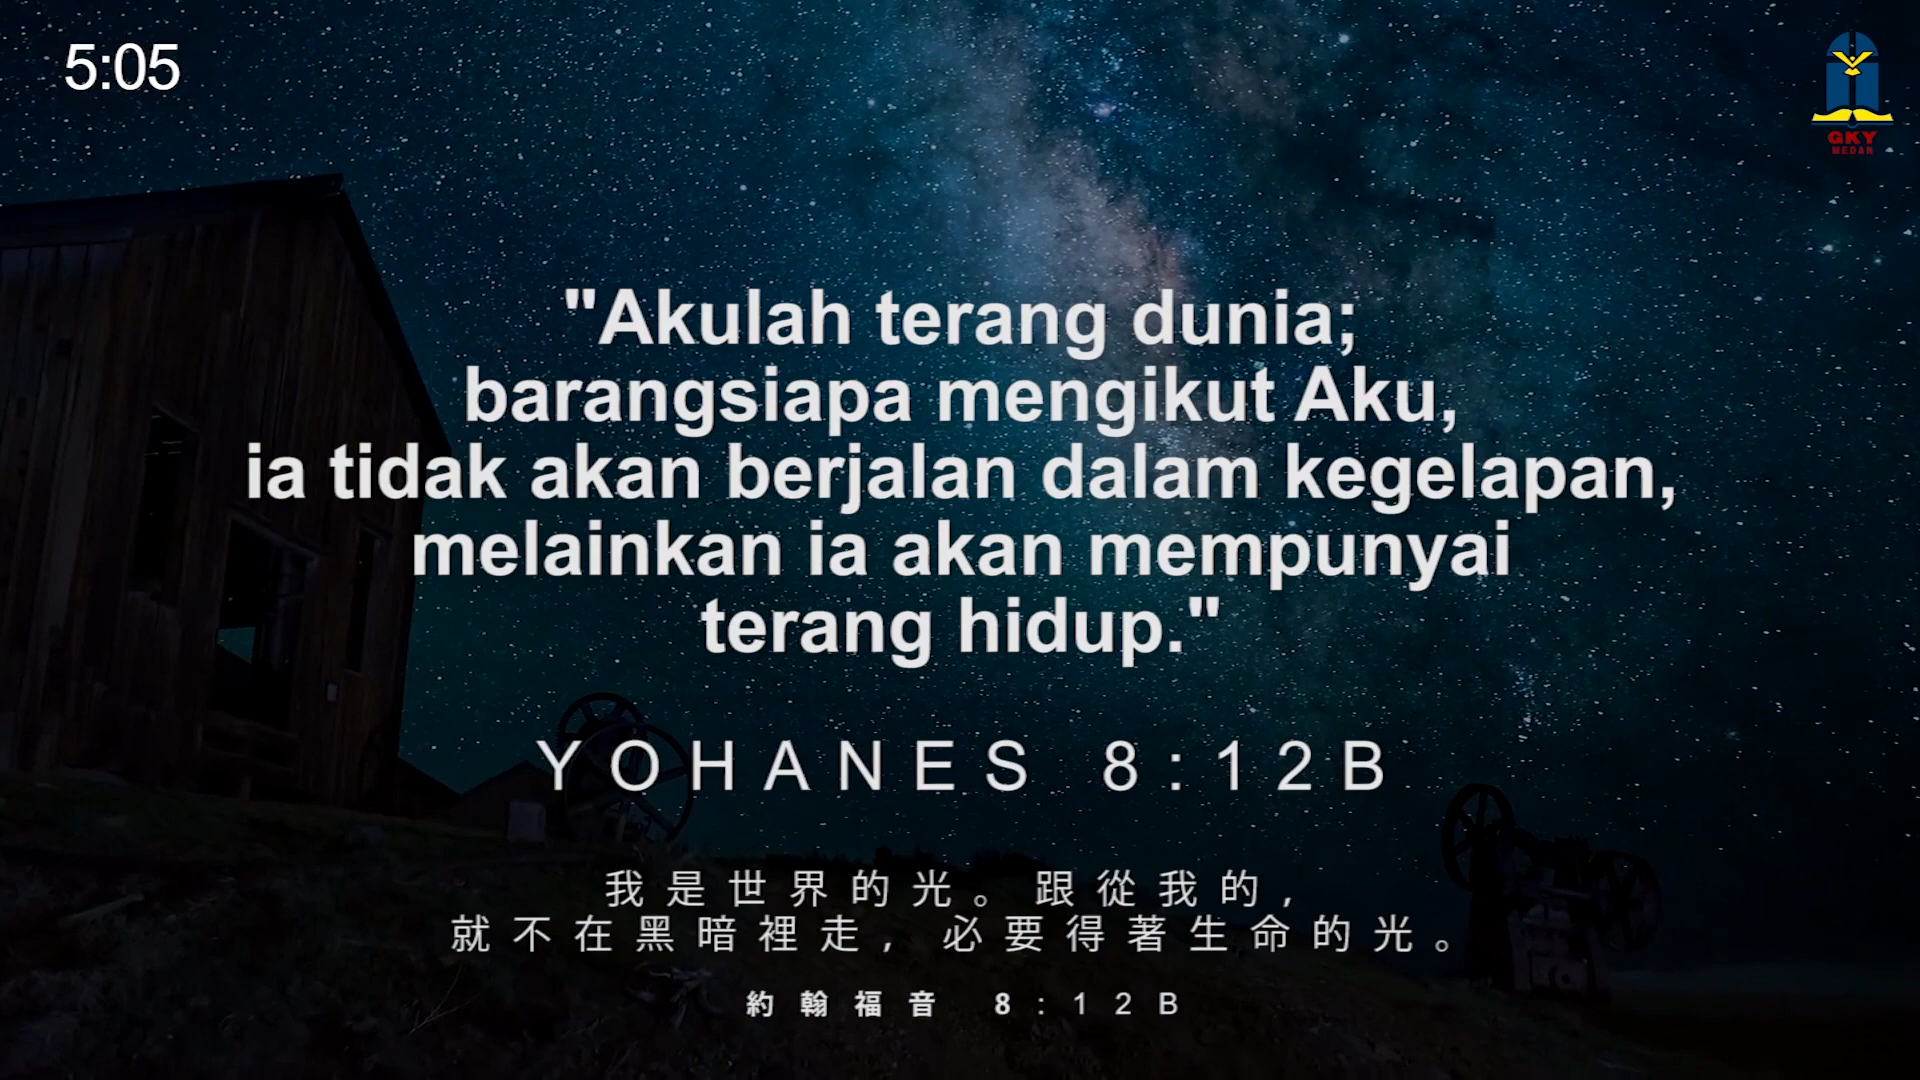 5:05
GKY
MEDAN
"Akulah terang dunia;
barangsiapa mengikut Aku,
ia tidak akan berjalan dalam kegelapan,
melainkan ia akan mempunyai
terang hidup."
YOHANES 8:12B
我是世界的光。跟從我的,
就不在黑暗裡走, 必要得著生命的光。
約翰福音 8:12B